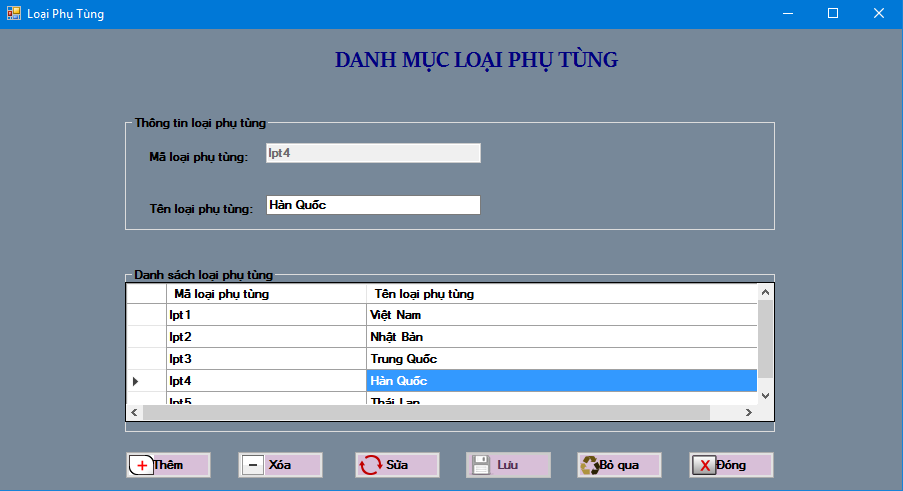 Loại Phụ Tùng
DANH MỤC LOẠI PHỤ TÙNG
Thông tin loại phụ tùng
Mã loại phụ tùng: lpt4
Tên loại phụ tùng: Hàn Quốc
Danh sách loại phụ tùng
Mã loại phụ tùng Tên loại phụ tùng
lpt1 Việt Nam
lpt2 Nhật Bản
lpt3 Trung Quốc
lpt4 Hàn Quốc
lpt5 Thái Lan
Thêm Xóa Sữa Lưu Bỏ qua Đóng